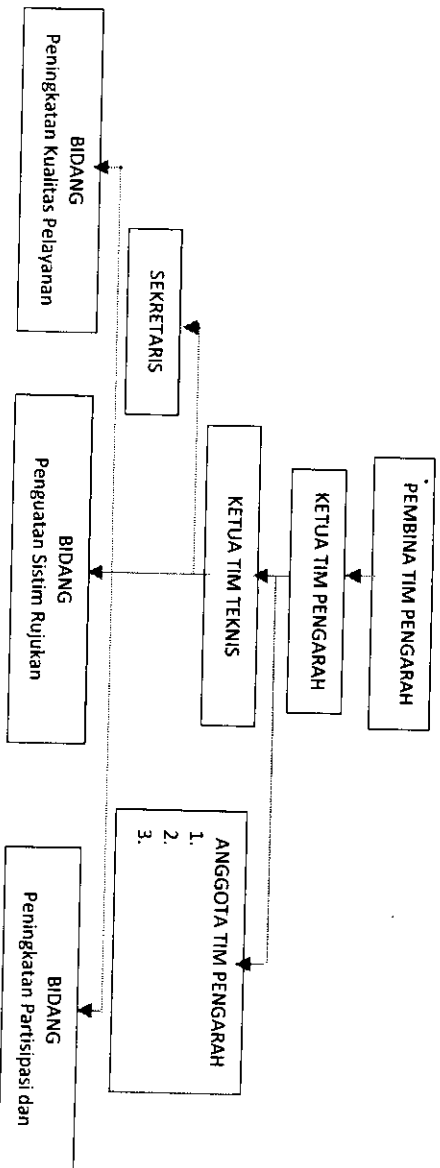 PEMBINA TIM PENGARAH
KETUA TIM PENGARAH
ANGGOTA TIM PENGARAH
1.
2.
3.
KETUA TIM TEKNIS
SEKRETARIS
BIDANG
Peningkatan Kualitas Pelayanan
BIDANG
Penguatan Sistim Rujukan
BIDANG
Peningkatan Partisipasi dan